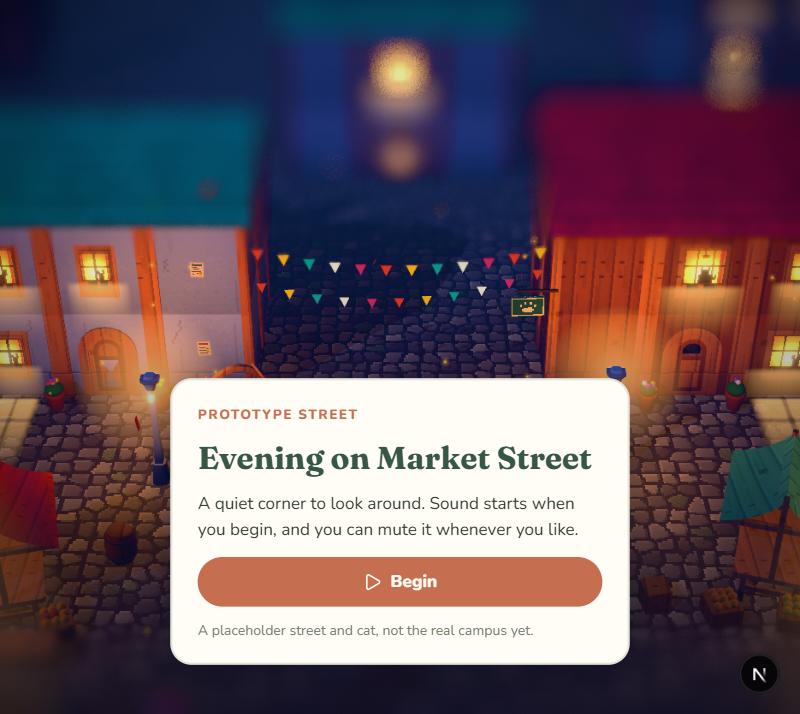 PROTOTYPE STREET
Evening on Market Street
A quiet corner to look around. Sound starts when
you begin, and you can mute it whenever you like.
Begin
A placeholder street and cat, not the real campus yet.
N